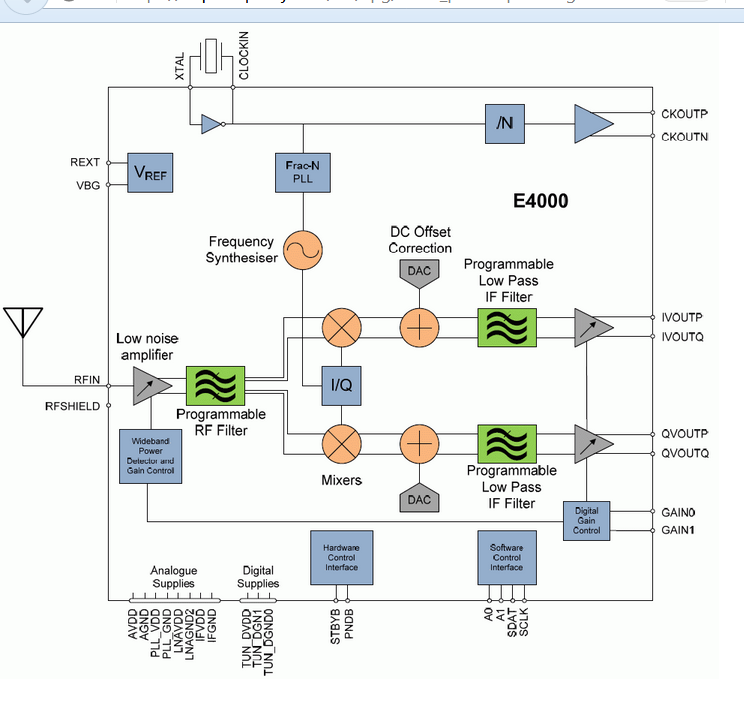 XTAL
CLOCKIN
/N
CKOUTP
CKOUTN
REXT
VBG
VREF
Frac-N
PLL
E4000
Frequency
Synthesiser
DC Offset
Correction
DAC
Programmable
Low Pass
IF Filter
IVOUTP
IVOUTQ
Low noise
amplifier
RFIN
RFSHIELD
Programmable
RF Filter
I/Q
Wideband
Power
Detector and
Gain Control
Mixers
DAC
Programmable
Low Pass
IF Filter
QVOUTP
QVOUTQ
Digital
Gain
Control
GAIN0
GAIN1
Hardware
Control
Interface
Software
Control
Interface
Analogue
Supplies
Digital
Supplies
AVDD
AGND
PLL_VDD
PLL_GND
LNAVDD
LNAGND2
IFVDD
IFGND
TUN_DVDD
TUN_DGN1
TUN_DGND0
STBYB
PNDB
A0
A1
SDAT
SCLK